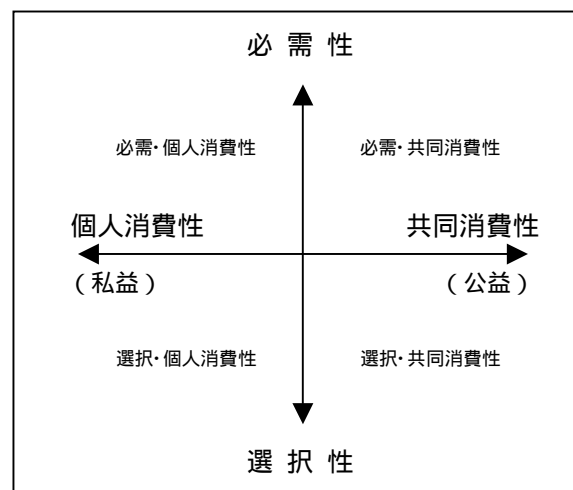 必 需 性
必需・個人消費性 必需・共同消費性
個人消費性 共同消費性
（私益） （公益）
選択・個人消費性 選択・共同消費性
選 択 性